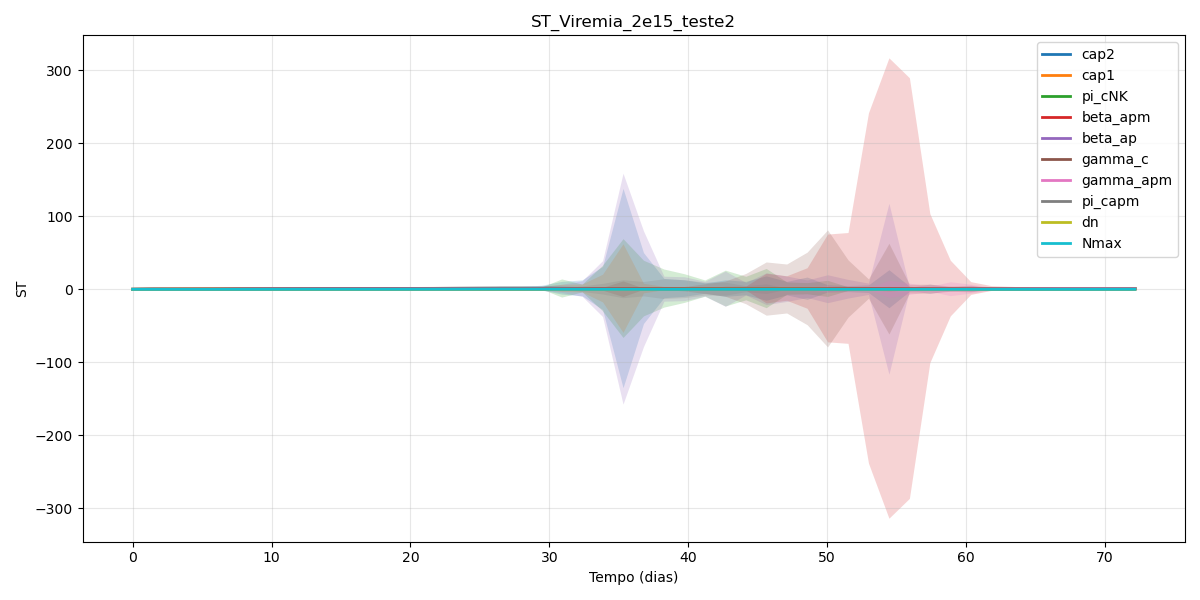 ST_Viremia_2e15_teste2
cap2
cap1
pi_cNK
beta_apm
beta_ap
gamma_c
gamma_apm
pi_capm
dn
Nmax
ST
300
200
100
0
−100
−200
−300
0 10 20 30 40 50 60 70
Tempo (dias)